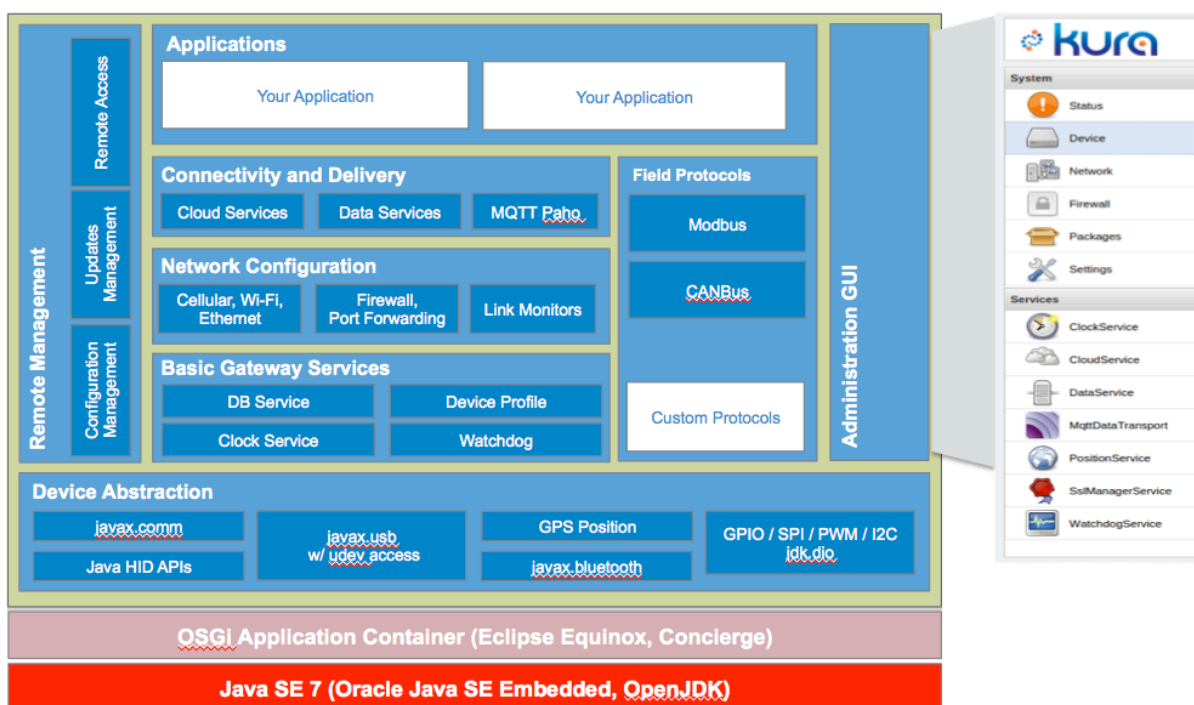 Applications
Your Application
Your Application
Remote Management
Remote Access
Updates
Management
Configuration
Management
Connectivity and Delivery
Cloud Services
Data Services
MQTT Paho
Network Configuration
Cellular, Wi-Fi,
Ethernet
Firewall,
Port Forwarding
Link Monitors
Basic Gateway Services
DB Service
Device Profile
Clock Service
Watchdog
Field Protocols
Modbus
CANBus
Custom Protocols
Administration GUI
Device Abstraction
javax.comm
Java HID APIs
javax.usb
w/ udev access
GPS Position
javax.bluetooth
GPIO / SPI / PWM / I2C
jdk.dio
OSGi Application Container (Eclipse Equinox, Concierge)
Java SE 7 (Oracle Java SE Embedded, OpenJDK)
kura
System
Status
Device
Network
Firewall
Packages
Settings
Services
ClockService
CloudService
DataService
MqttDataTransport
PositionService
SslManagerService
WatchdogService